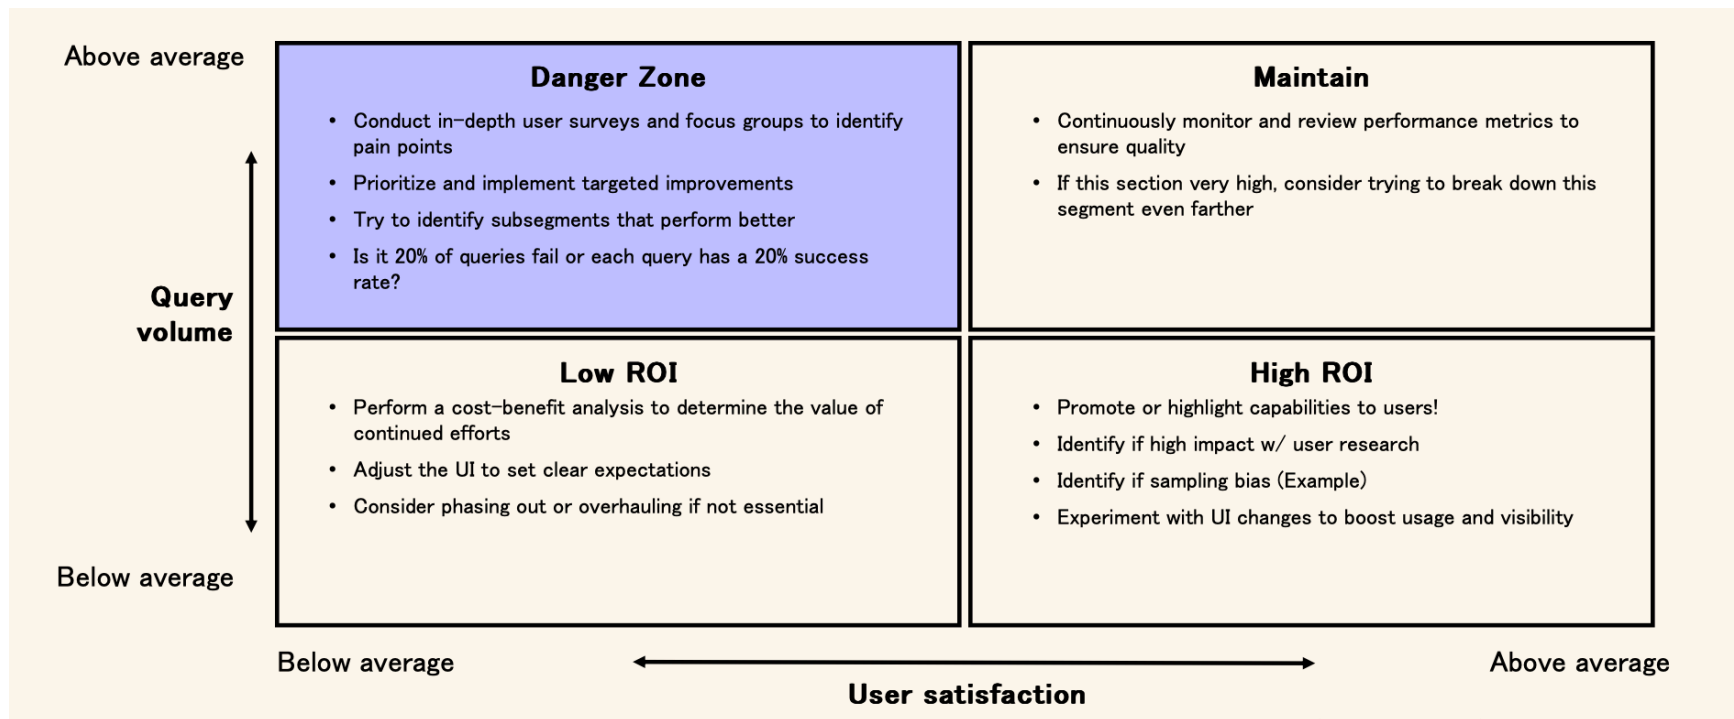 Above average
Danger Zone
• Conduct in-depth user surveys and focus groups to identify
pain points
• Prioritize and implement targeted improvements
• Try to identify subsegments that perform better
• Is it 20% of queries fail or each query has a 20% success
rate?
Maintain
• Continuously monitor and review performance metrics to
ensure quality
• If this section very high, consider trying to break down this
segment even farther
Query
volume
Low ROI
• Perform a cost-benefit analysis to determine the value of
continued efforts
• Adjust the UI to set clear expectations
• Consider phasing out or overhauling if not essential
High ROI
• Promote or highlight capabilities to users!
• Identify if high impact w/ user research
• Identify if sampling bias (Example)
• Experiment with UI changes to boost usage and visibility
Below average
Below average
Above average
User satisfaction